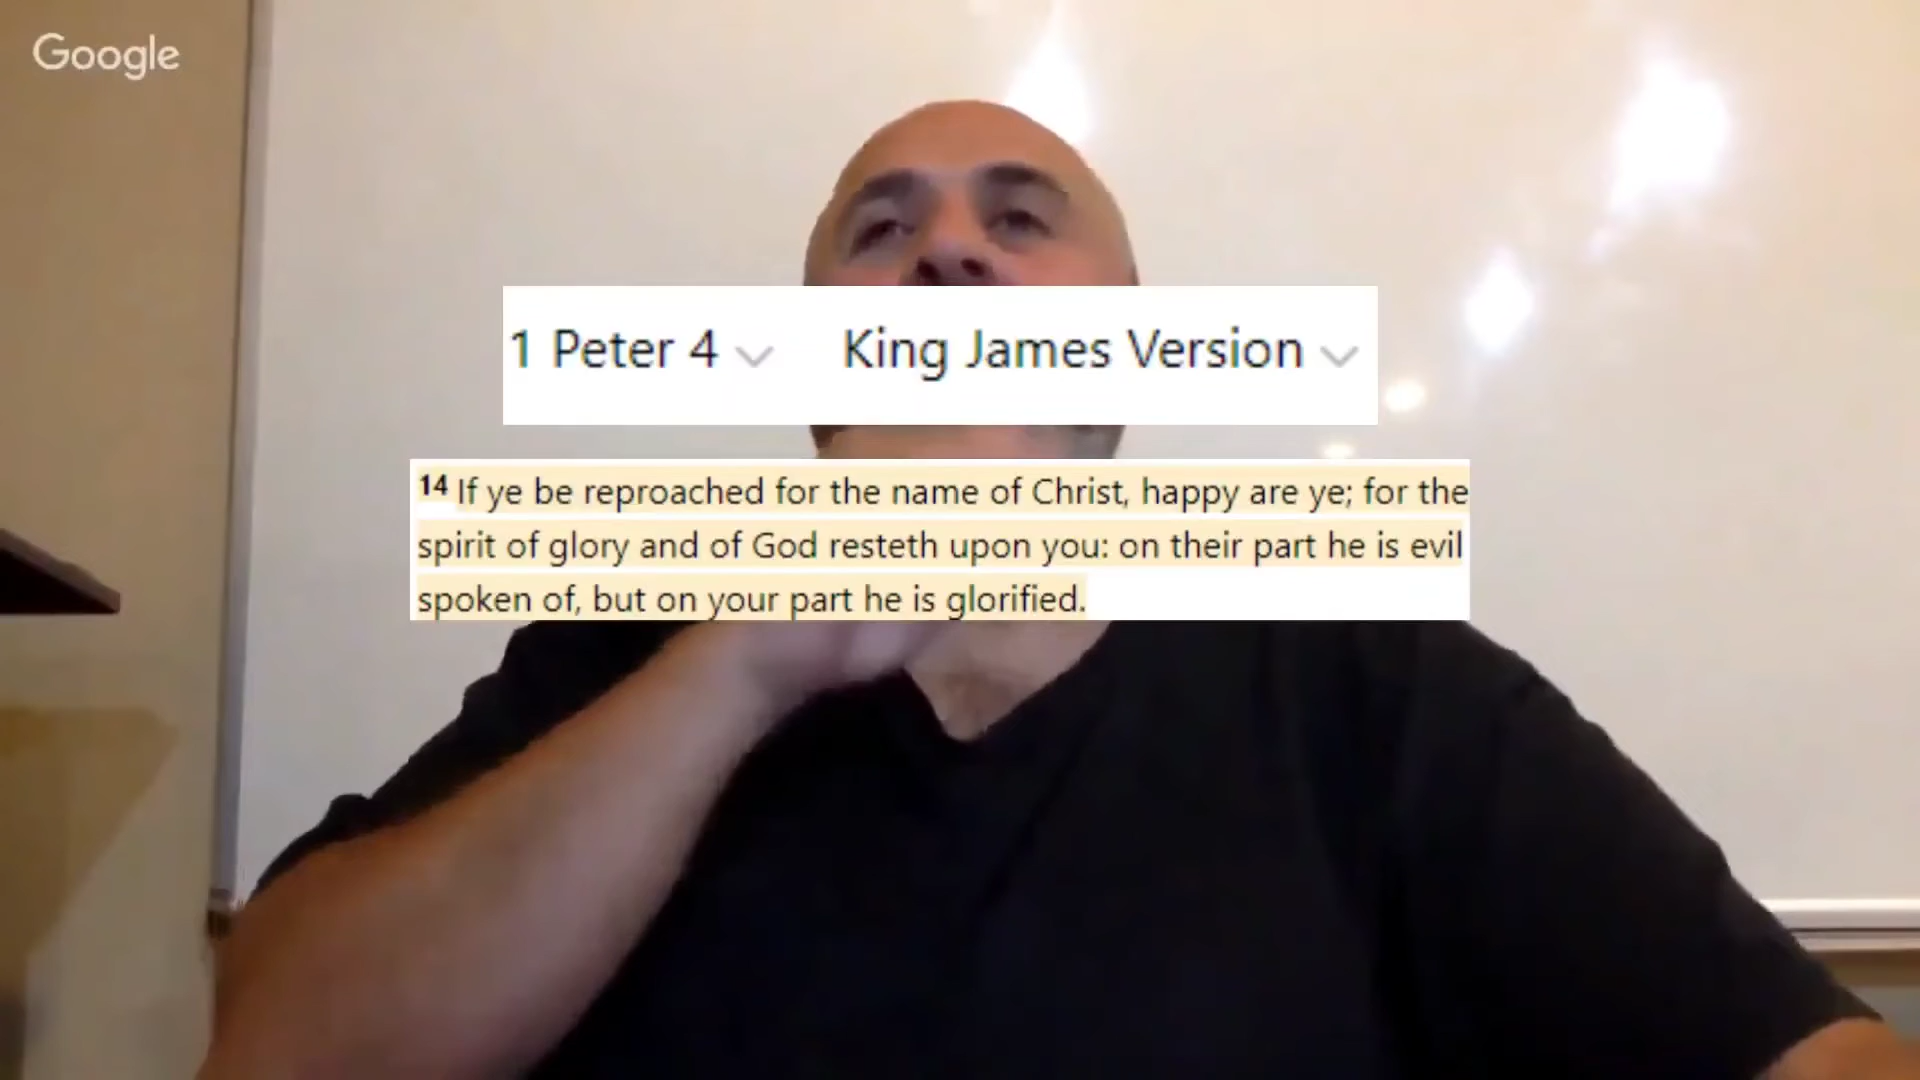 Google
1 Peter 4 King James Version
14 If ye be reproached for the name of Christ, happy are ye; for the
spirit of glory and of God resteth upon you: on their part he is evil
spoken of, but on your part he is glorified.